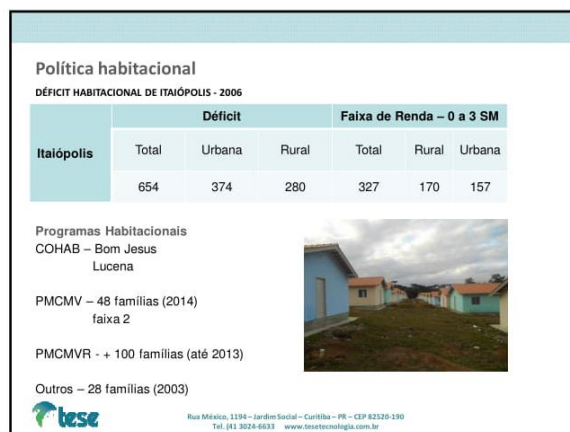 Política habitacional
DÉFICIT HABITACIONAL DE ITAIÓPOLIS - 2006
Déficit Faixa de Renda – 0 a 3 SM
Itaiópolis Total Urbana Rural Total Rural Urbana
654 374 280 327 170 157
Programas Habitacionais
COHAB – Bom Jesus
Lucena
PMCMV – 48 famílias (2014)
faixa 2
PMCMVR - + 100 famílias (até 2013)
Outros – 28 famílias (2003)
tese
Rua México, 1194 – Jardim Social – Curitiba – PR – CEP 82520-190
Tel. (41 3024-6633 www.tesetecnologia.com.br